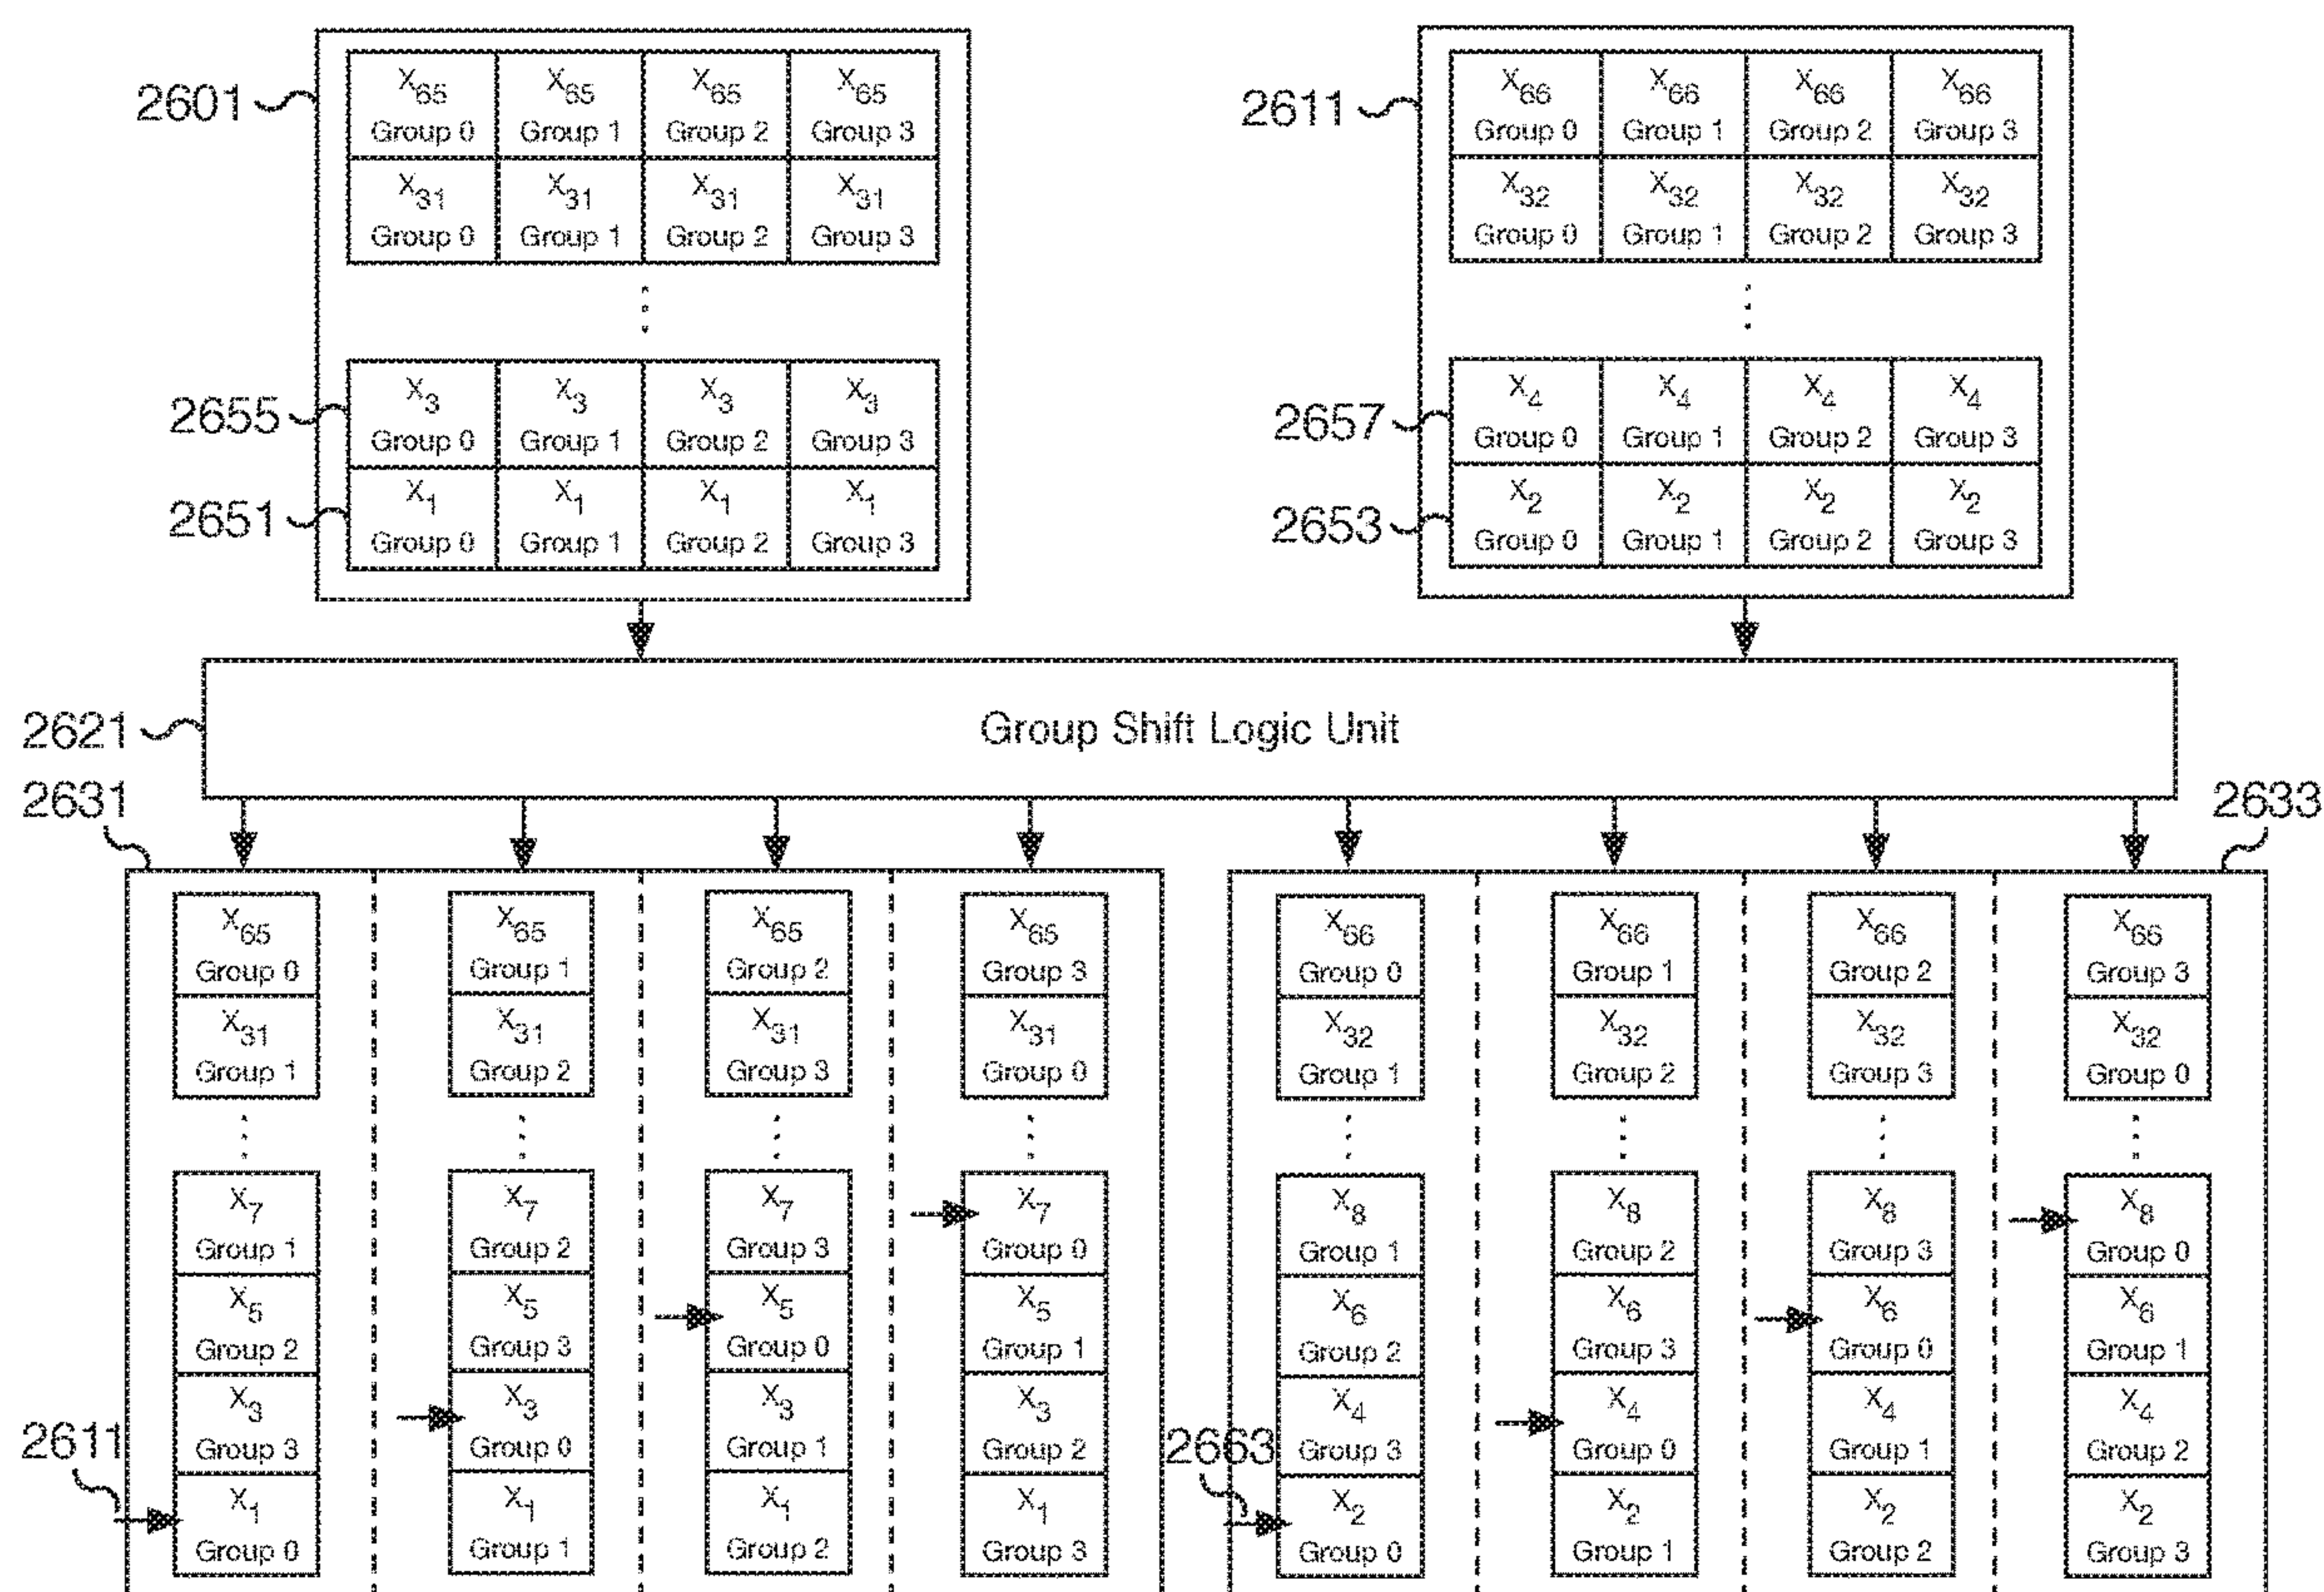 2601
X65 X65 X65 X65
Group 0 Group 1 Group 2 Group 3
X31 X31 X31 X31
Group 0 Group 1 Group 2 Group 3
2655
X3 X3 X3 X3
Group 0 Group 1 Group 2 Group 3
2651
X1 X1 X1 X1
Group 0 Group 1 Group 2 Group 3
2611
X66 X66 X66 X66
Group 0 Group 1 Group 2 Group 3
X32 X32 X32 X32
Group 0 Group 1 Group 2 Group 3
2657
X4 X4 X4 X4
Group 0 Group 1 Group 2 Group 3
2653
X2 X2 X2 X2
Group 0 Group 1 Group 2 Group 3
2621
Group Shift Logic Unit
2631
2633
X65 X65 X65 X65 X66 X66 X66 X66
Group 0 Group 1 Group 2 Group 3 Group 0 Group 1 Group 2 Group 3
X31 X31 X31 X31 X32 X32 X32 X32
Group 1 Group 2 Group 3 Group 0 Group 1 Group 2 Group 3 Group 0
X7 X7 X7 X7 X8 X8 X8 X8
Group 1 Group 2 Group 3 Group 0 Group 1 Group 2 Group 3 Group 0
X5 X5 X5 X5 X6 X6 X6 X6
Group 2 Group 3 Group 0 Group 1 Group 2 Group 3 Group 0 Group 1
X3 X3 X3 X3 X4 X4 X4 X4
Group 3 Group 0 Group 1 Group 2 Group 3 Group 0 Group 1 Group 2
2611
2663
X1 X1 X1 X1 X2 X2 X2 X2
Group 0 Group 1 Group 2 Group 3 Group 0 Group 1 Group 2 Group 3